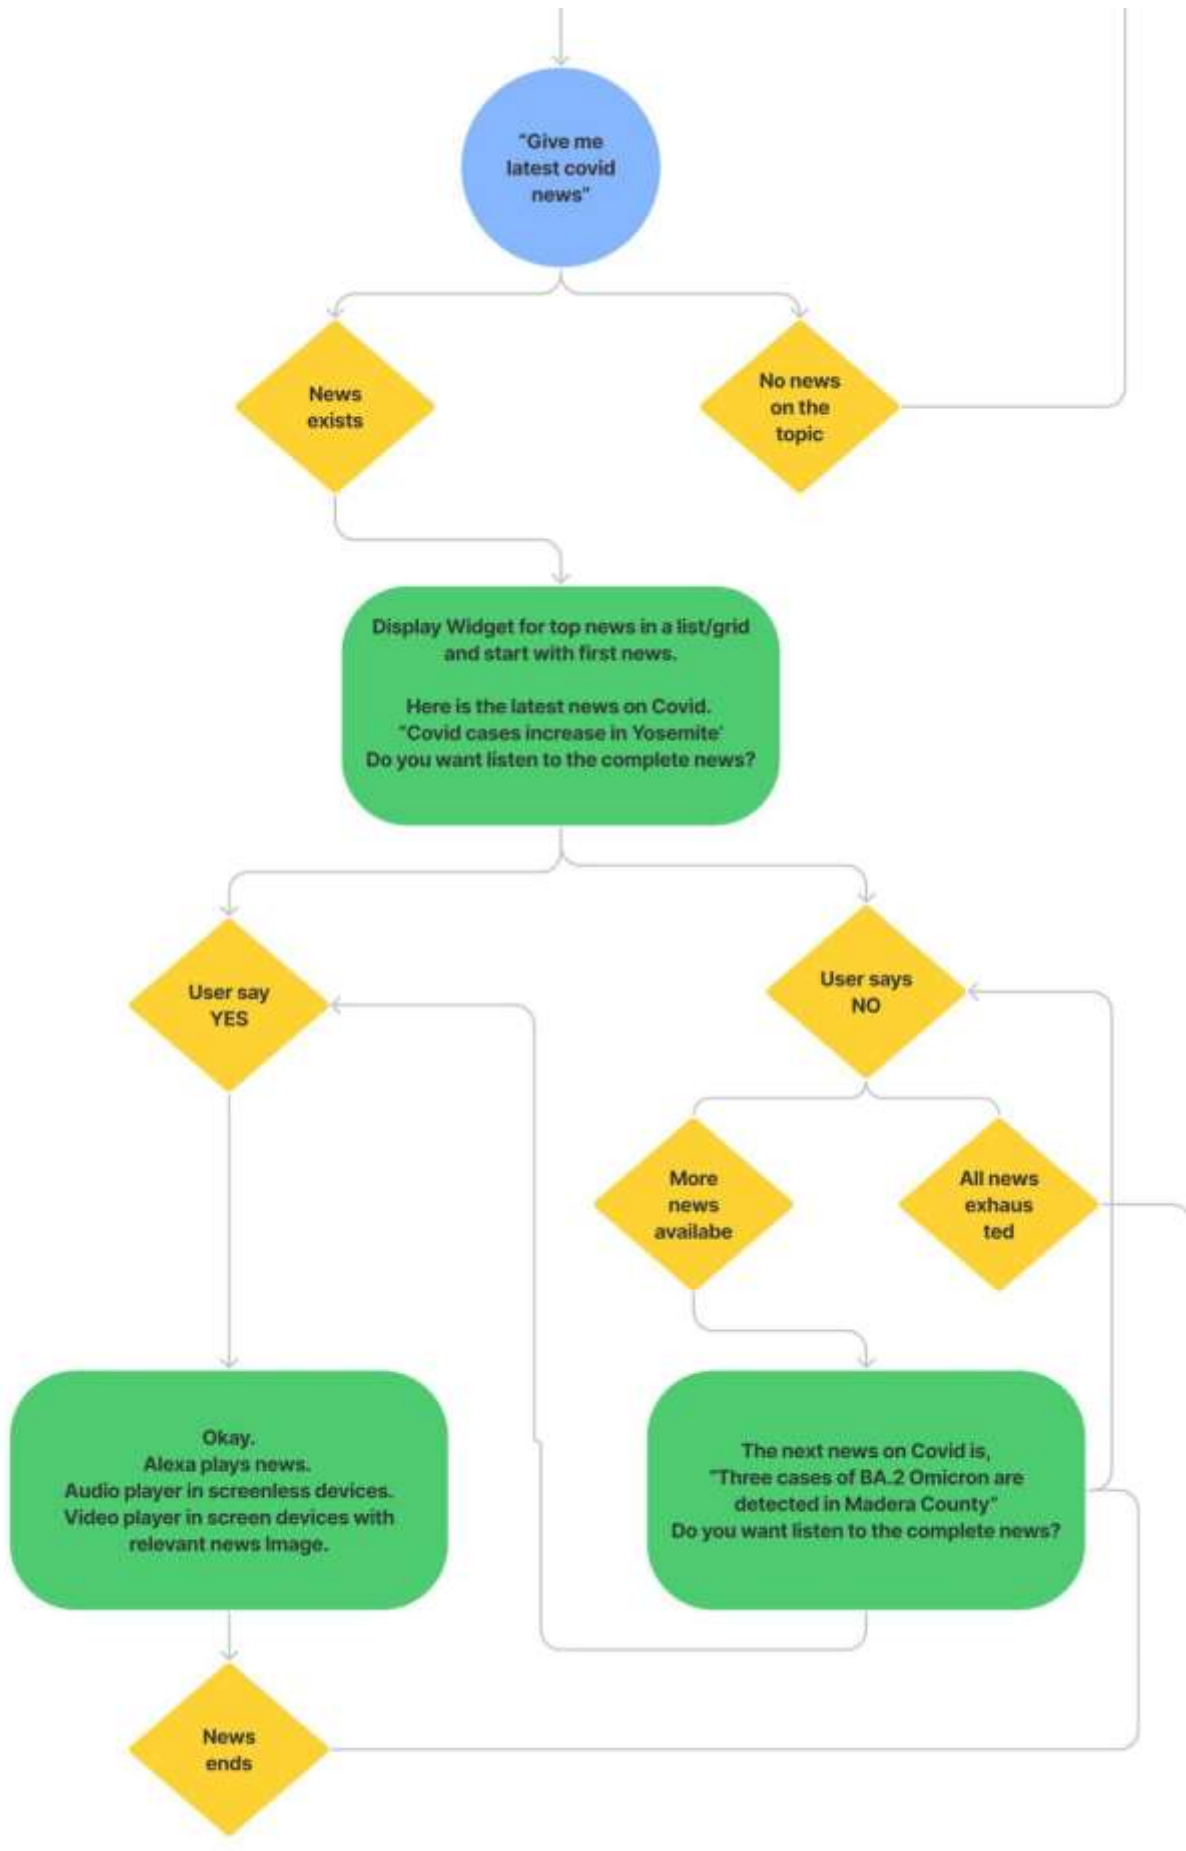 "Give me
latest covid
news"
News
exists
No news
on the
topic
Display Widget for top news in a list/grid
and start with first news.
Here is the latest news on Covid.
"Covid cases increase in Yosemite'
Do you want listen to the complete news?
User say
YES
User says
NO
More
news
availabe
All news
exhaus
ted
Okay.
Alexa plays news.
Audio player in screenless devices.
Video player in screen devices with
relevant news Image.
The next news on Covid is,
"Three cases of BA.2 Omicron are
detected in Madera County"
Do you want listen to the complete news?
News
ends